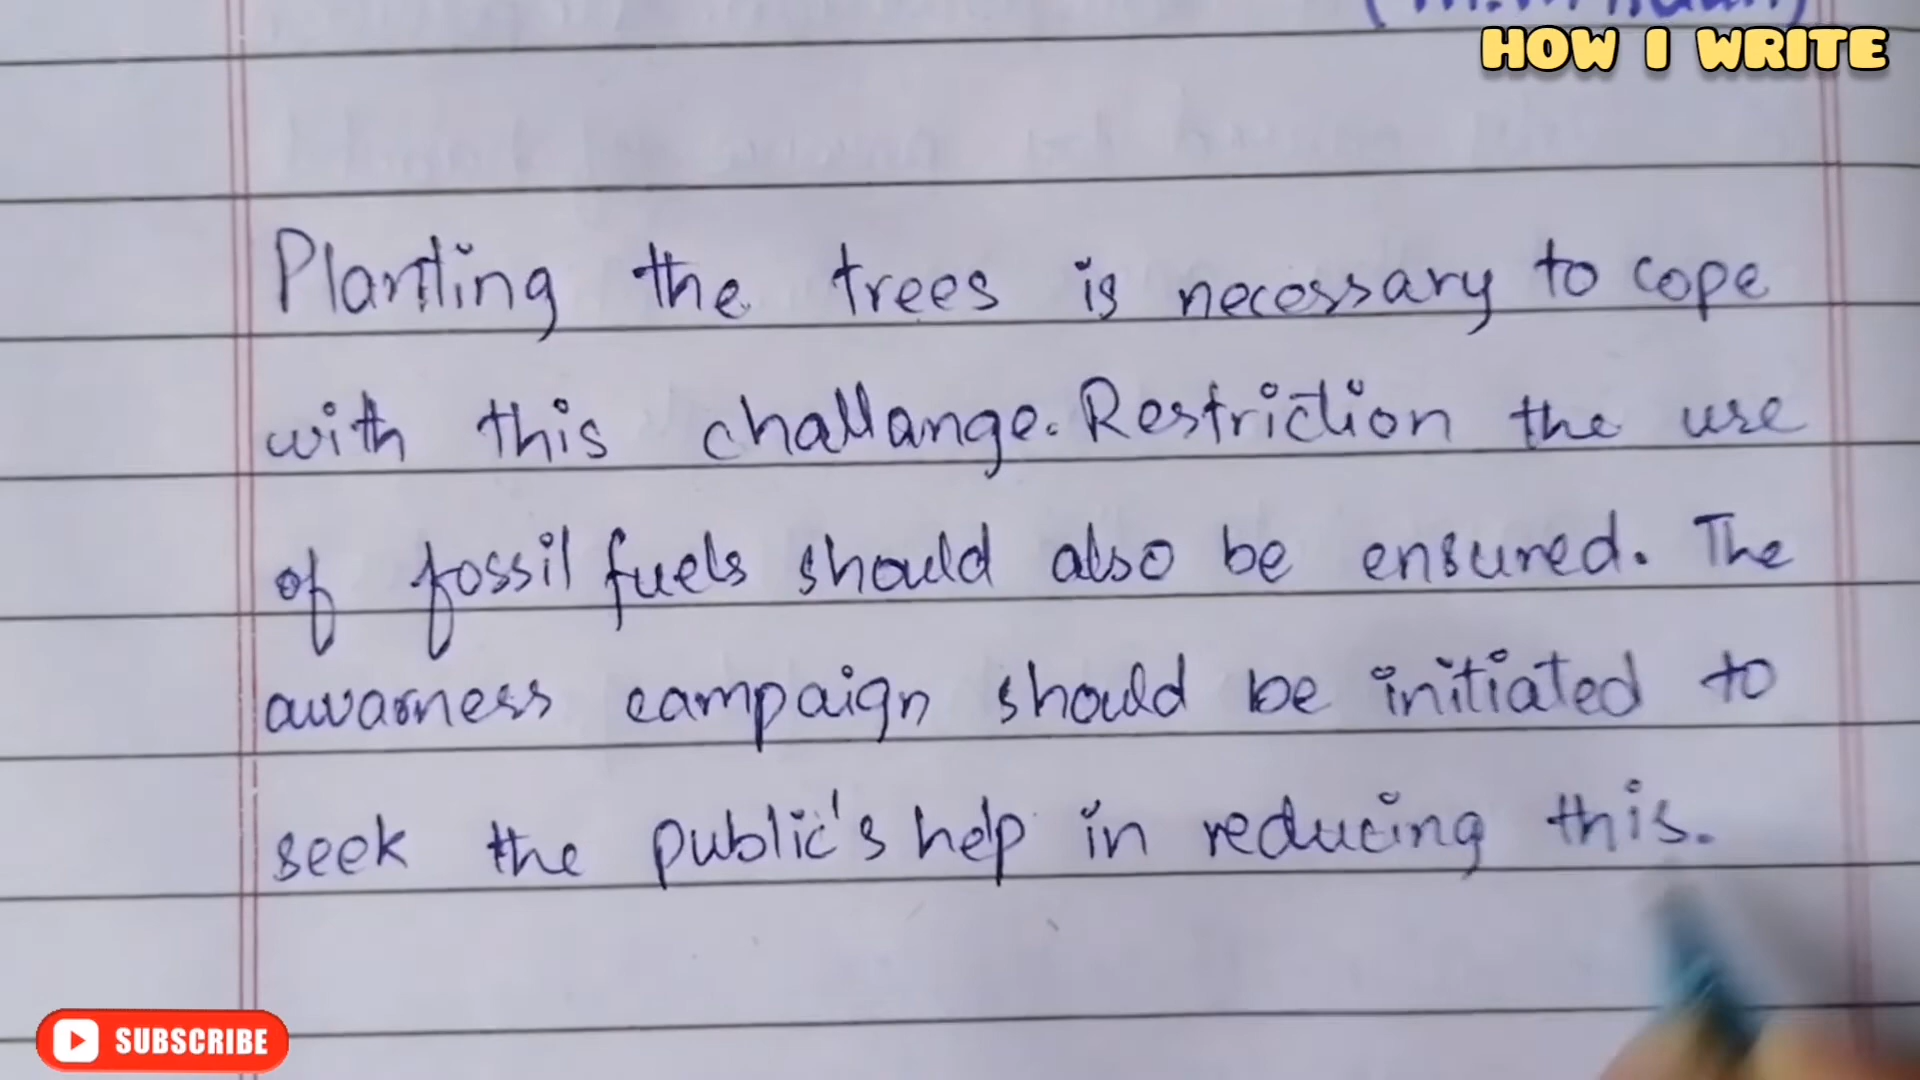 HOW I WRITE
Planting the trees is necessary to cope
with this challange. Restriction the use
of fossil fuels should also be ensured. The
awarness campaign should be initiated to
seek the public's help in reducing this.
SUBSCRIBE